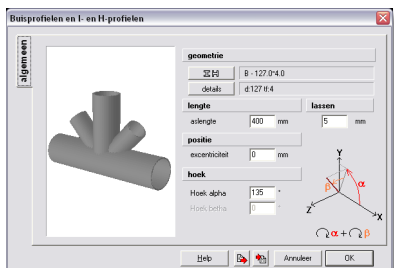 Buisprofielen en I- en H-profielen
algemeen
geometrie
B - 127.0*4.0
details d:127 tf:4
lengte lassen
aslengte 400 mm 5 mm
positie
excentriciteit 0 mm
hoek
Hoek alpha 135 °
Hoek betha 0 °
Y
β α
Z X
α + β
Help Annuleer OK